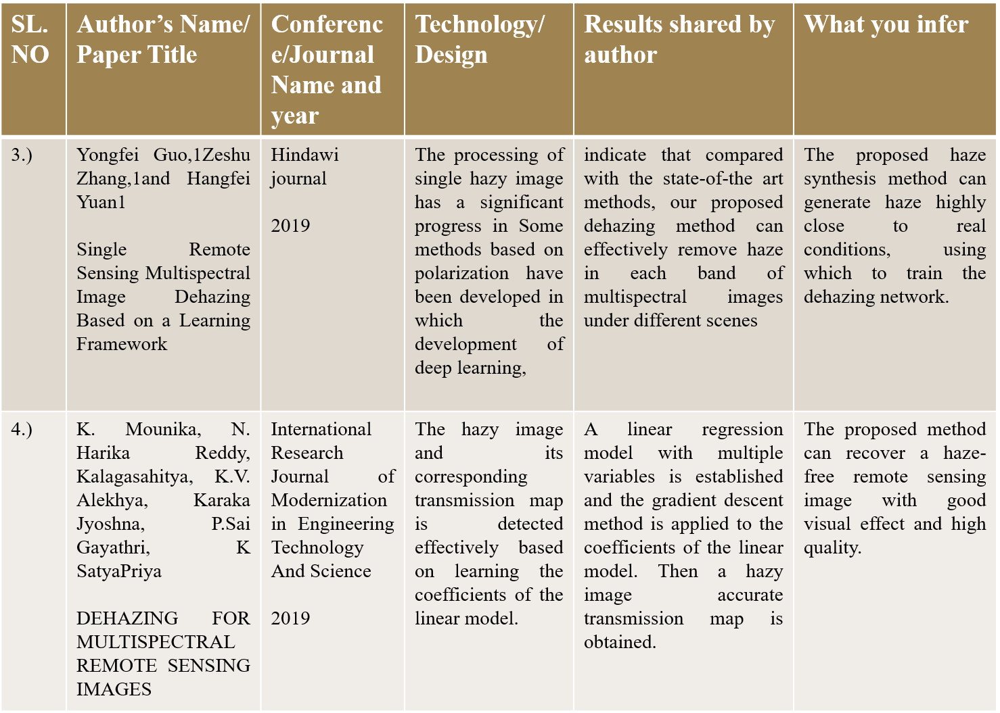 SL.
NO
Author’s Name/
Paper Title
Conferenc
e/Journal
Name and
year
Technology/
Design
Results shared by
author
What you infer
3.)
Yongfei Guo,1Zeshu
Zhang,1and Hangfei
Yuan1
Single Remote
Sensing Multispectral
Image Dehazing
Based on a Learning
Framework
Hindawi
journal
2019
The processing of
single hazy image
has a significant
progress in Some
methods based on
polarization have
been developed in
which the
development of
deep learning,
indicate that compared
with the state-of-the art
methods, our proposed
dehazing method can
effectively remove haze
in each band of
multispectral images
under different scenes
The proposed haze
synthesis method can
generate haze highly
close to real
conditions, using
which to train the
dehazing network.
4.)
K. Mounika, N.
Harika Reddy,
Kalagasahitya, K.V.
Alekhya, Karaka
Jyoshna, P.Sai
Gayathri, K
SatyaPriya
DEHAZING FOR
MULTISPECTRAL
REMOTE SENSING
IMAGES
International
Research
Journal of
Modernization
in Engineering
Technology
And Science
2019
The hazy image
and its
corresponding
transmission map
is detected
effectively based
on learning the
coefficients of the
linear model.
A linear regression
model with multiple
variables is established
and the gradient descent
method is applied to the
coefficients of the linear
model. Then a hazy
image accurate
transmission map is
obtained.
The proposed method
can recover a haze-
free remote sensing
image with good
visual effect and high
quality.